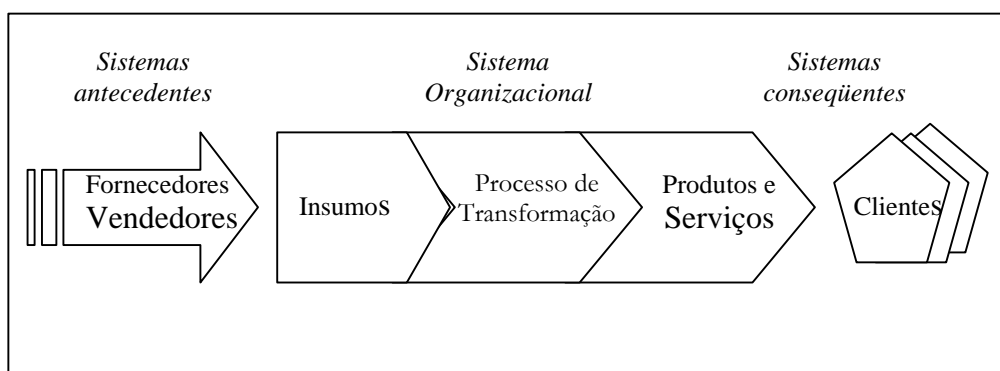 Sistemas
antecedentes
Sistema
Organizacional
Sistemas
conseqüentes
Fornecedores
Vendedores
Insumos
Processo de
Transformação
Produtos e
Serviços
Clientes